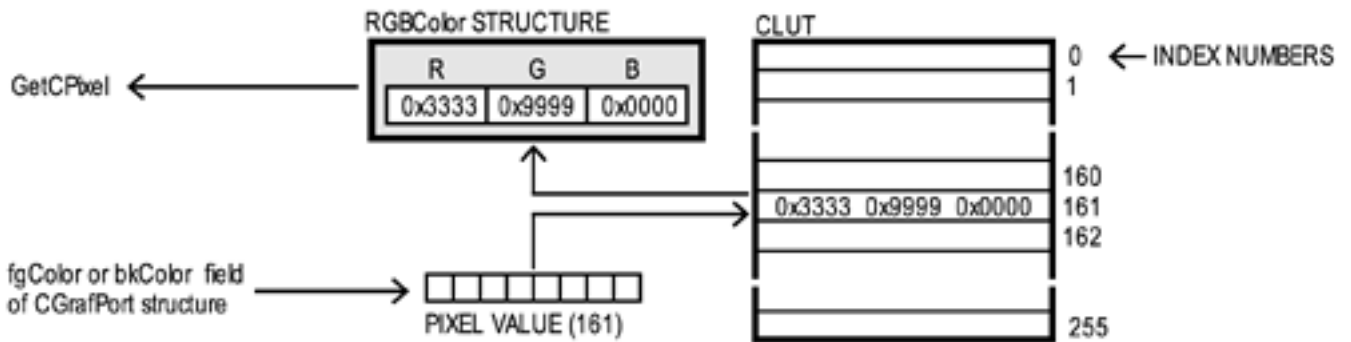 RGBColor STRUCTURE
CLUT
R G B
0 INDEX NUMBERS
1
GetCPixel
0x3333 0x9999 0x0000
160
0x3333 0x9999 0x0000 161
162
fgColor or bkColor field
of CGrafPort structure
PIXEL VALUE (161)
255